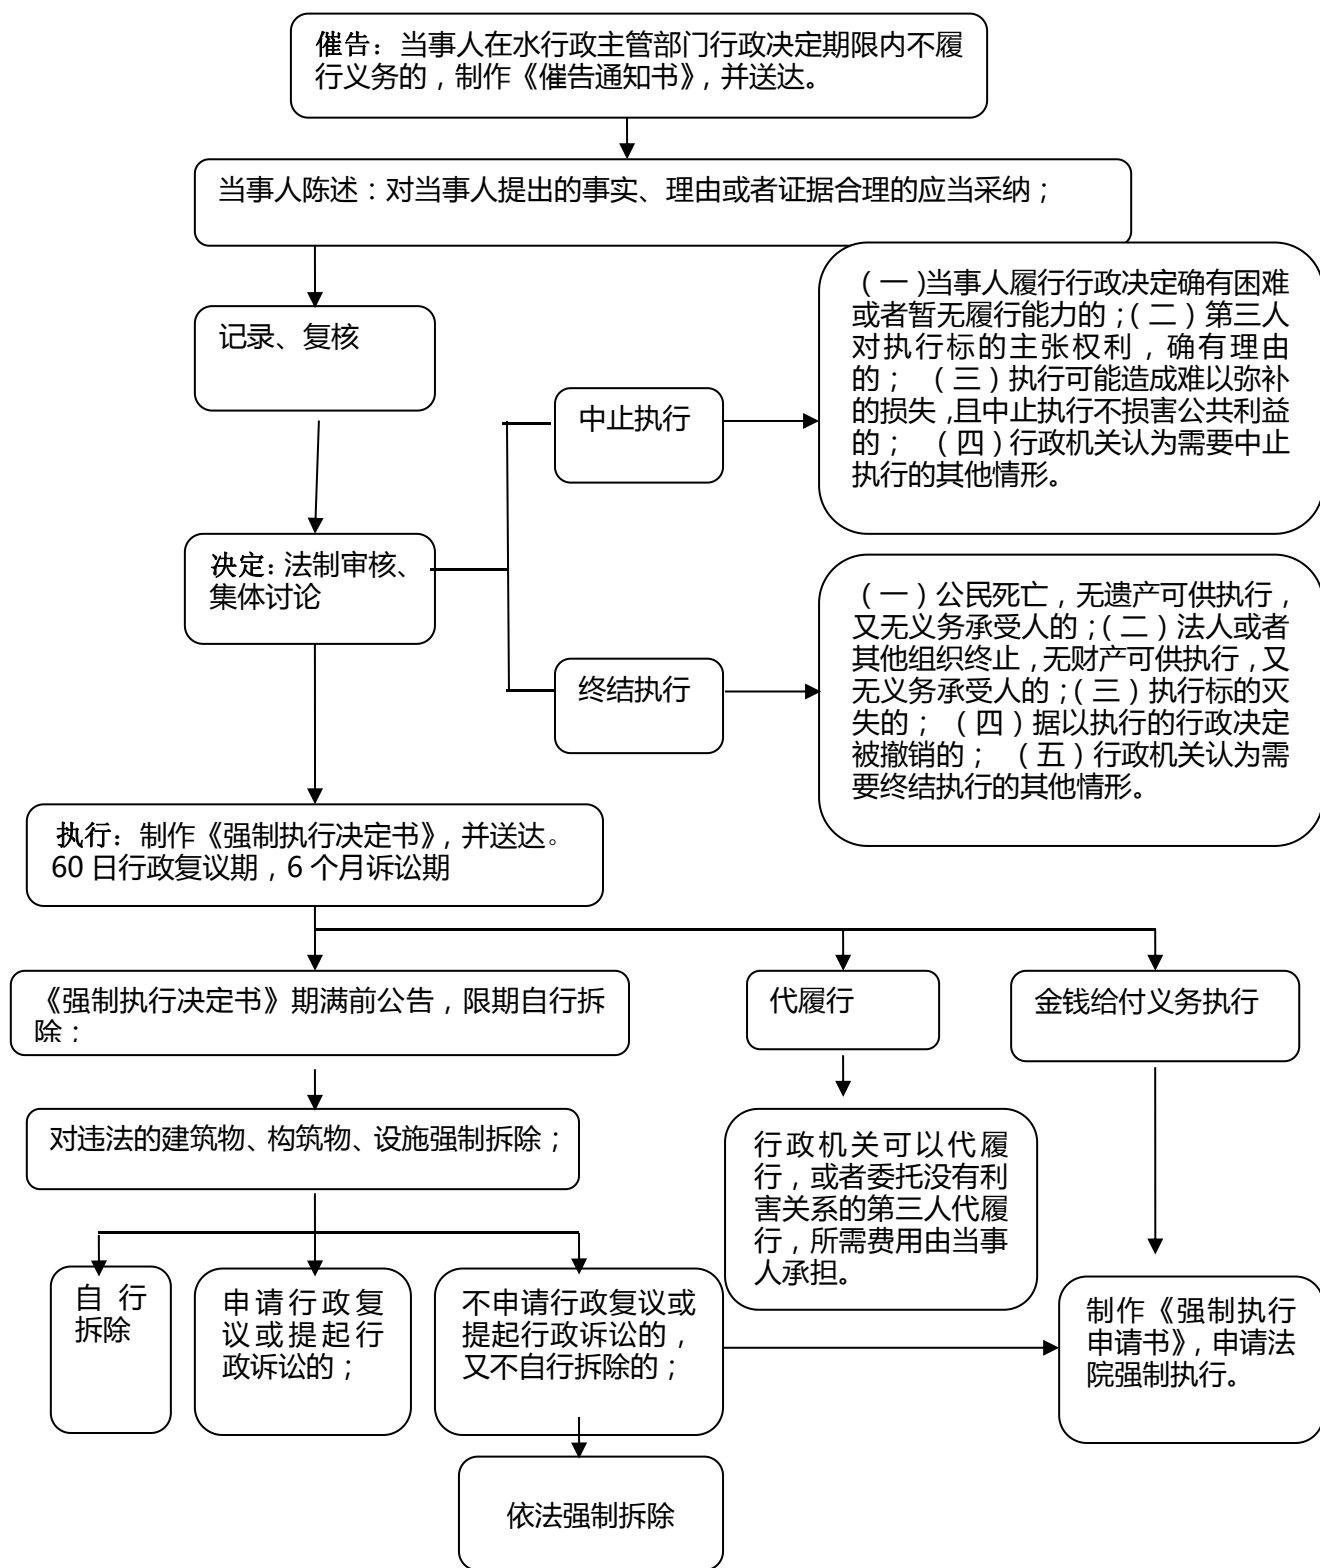 催告：当事人在水行政主管部门行政决定期限内不履
行义务的，制作《催告通知书》，并送达。
当事人陈述：对当事人提出的事实、理由或者证据合理的应当采纳；
记录、复核
（一）当事人履行行政决定确有困难
或者暂无履行能力的；（二）第三人
对执行标的主张权利，确有理由
的； （三）执行可能造成难以弥补
的损失，且中止执行不损害公共利益
的； （四）行政机关认为需要中止
执行的其他情形。
中止执行
决定：法制审核、
集体讨论
终结执行
（一）公民死亡，无遗产可供执行，
又无义务承受人的；（二）法人或者
其他组织终止，无财产可供执行，又
无义务承受人的；（三）执行标的灭
失的； （四）据以执行的行政决定
被撤销的； （五）行政机关认为需
要终结执行的其他情形。
执行：制作《强制执行决定书》，并送达。
60 日行政复议期，6 个月诉讼期
《强制执行决定书》期满前公告，限期自行拆
除；
代履行
金钱给付义务执行
对违法的建筑物、构筑物、设施强制拆除；
行政机关可以代履
行，或者委托没有利
害关系的第三人代履
行，所需费用由当事
人承担。
自 行
拆除
申请行政复
议或提起行
政诉讼的；
不申请行政复议或
提起行政诉讼的，
又不自行拆除的；
制作《强制执行
申请书》，申请法
院强制执行。
依法强制拆除